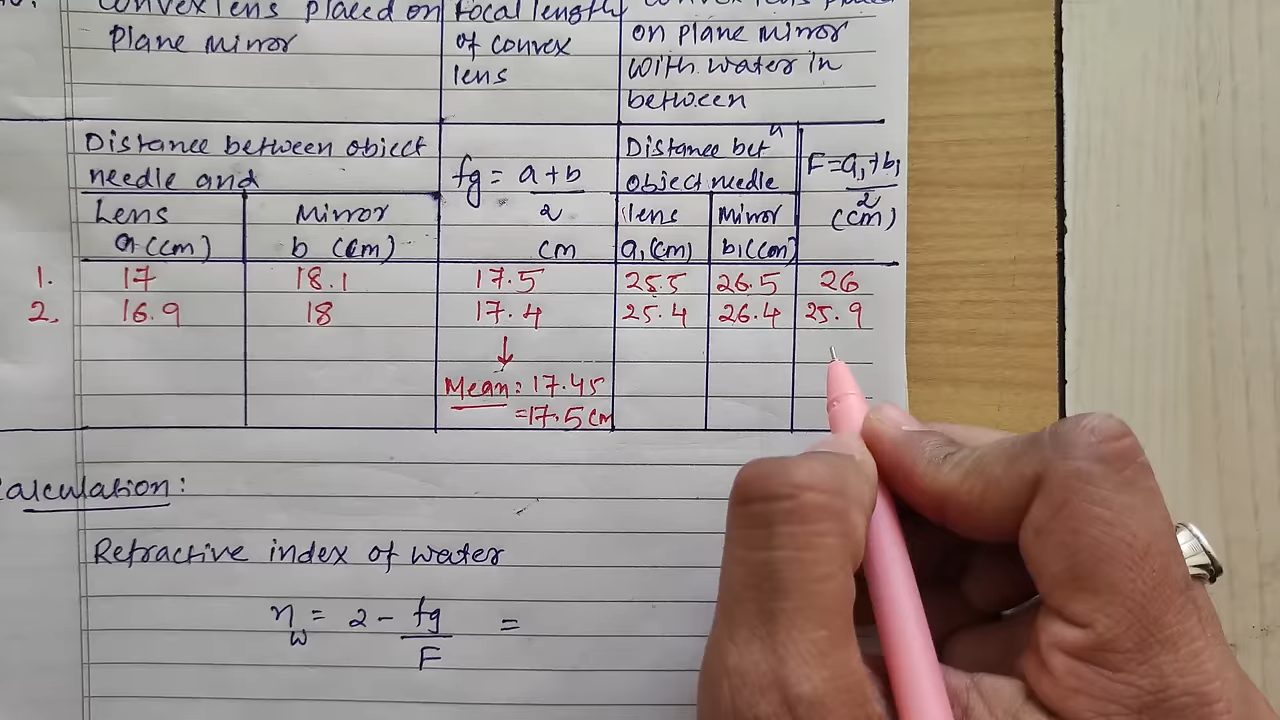 Convex lens placed on
Plane mirror
focal length
of convex
lens
on plane mirror
with water in
between
Distance between object
needle and
Lens
a (cm)
Mirror
b (cm)
fg = a + b
2
cm
Distance betn
object needle
lens
a1 (cm)
Mirror
b1 (cm)
F = a1 + b1
2
(cm)
1. 17 18.1 17.5 25.5 26.5 26
2. 16.9 18 17.4 25.4 26.4 25.9
↓
Mean : 17.45
= 17.5 cm
Calculation :
Refractive index of water
nw = 2 - fg =
F